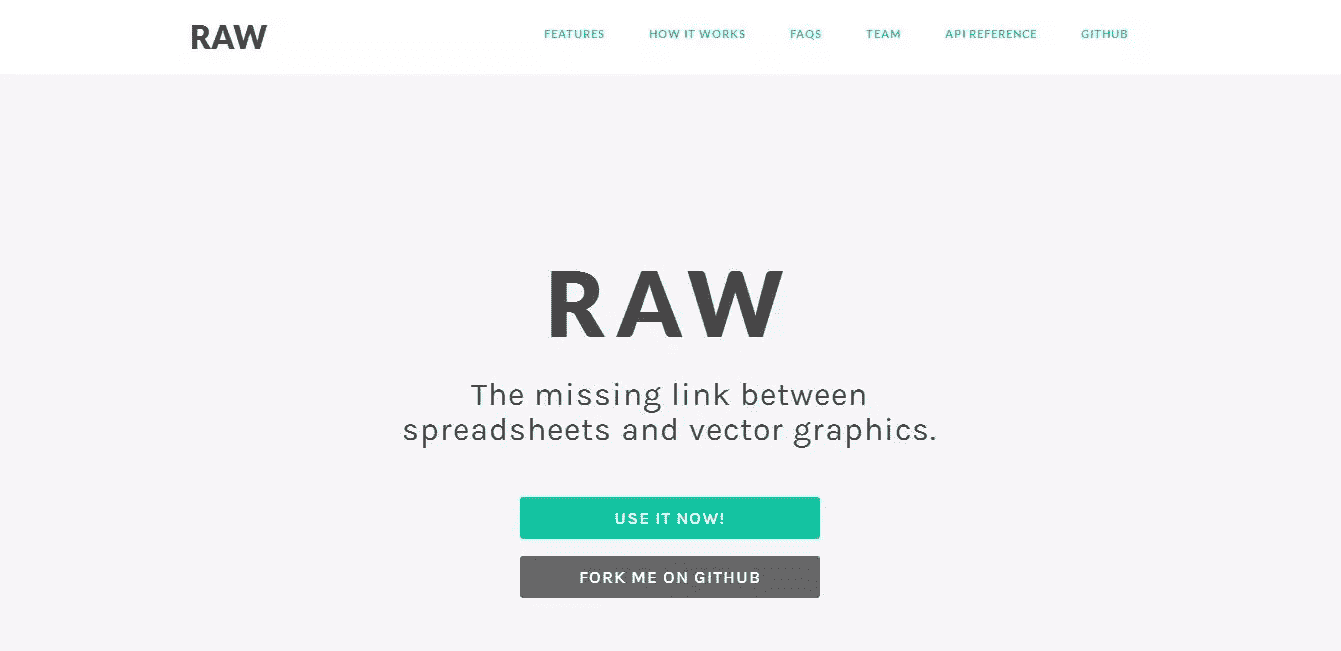 RAW
FEATURES HOW IT WORKS FAQS TEAM API REFERENCE GITHUB
RAW
The missing link between
spreadsheets and vector graphics.
USE IT NOW!
FORK ME ON GITHUB